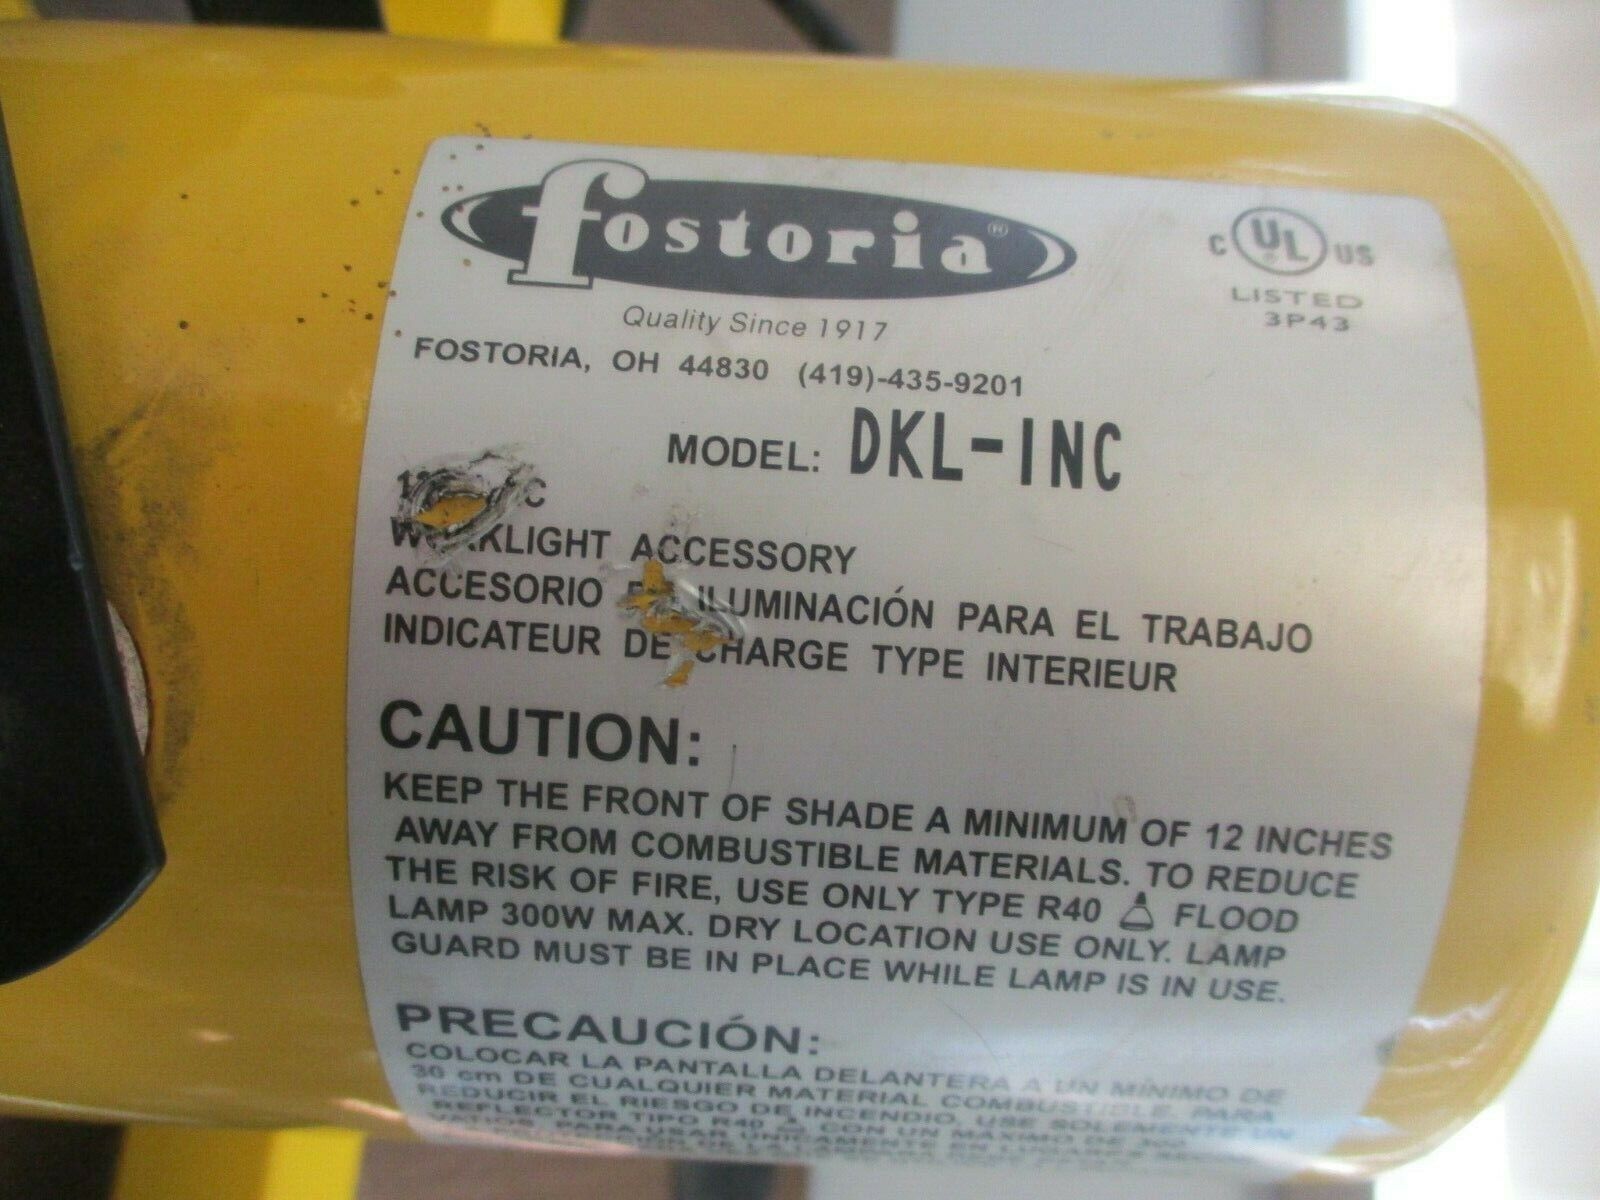 fostoria®
Quality Since 1917
FOSTORIA, OH 44830 (419)-435-9201
C UL® US
LISTED
3P43
MODEL: DKL-INC
ACCESSORY
ACCESORIO ILUMINACIÓN PARA EL TRABAJO
INDICATEUR DE CHARGE TYPE INTERIEUR
CAUTION:
KEEP THE FRONT OF SHADE A MINIMUM OF 12 INCHES
AWAY FROM COMBUSTIBLE MATERIALS. TO REDUCE
THE RISK OF FIRE, USE ONLY TYPE R40 FLOOD
LAMP 300W MAX. DRY LOCATION USE ONLY. LAMP
GUARD MUST BE IN PLACE WHILE LAMP IS IN USE.
PRECAUCIÓN:
COLOCAR LA PANTALLA DELANTERA A UN MÍNIMO DE
30 cm DE CUALQUIER MATERIAL COMBUSTIBLE. PARA
REDUCIR EL RIESGO DE INCENDIO, USE SOLEMENTE UN
REFLECTOR TIPO R40 CON UN MÁXIMO DE 300